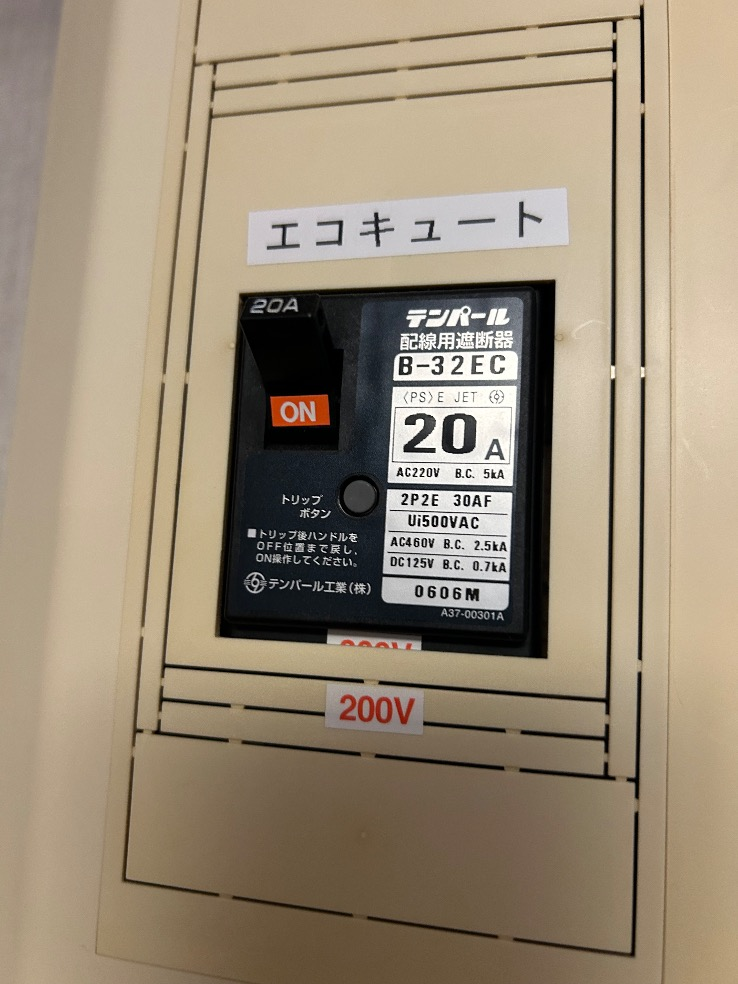 エコキュート
20A
ON
テンパール
配線用遮断器
B-32EC
〈PS〉E JET
20A
AC220V B.C. 5kA
2P2E 30AF
Ui500VAC
AC460V B.C. 2.5kA
DC125V B.C. 0.7kA
0606M
A37-00301A
トリップ
ボタン
■トリップ後ハンドルを
OFF位置まで戻し、
ON操作してください。
テンパール工業(株)
200V
200V